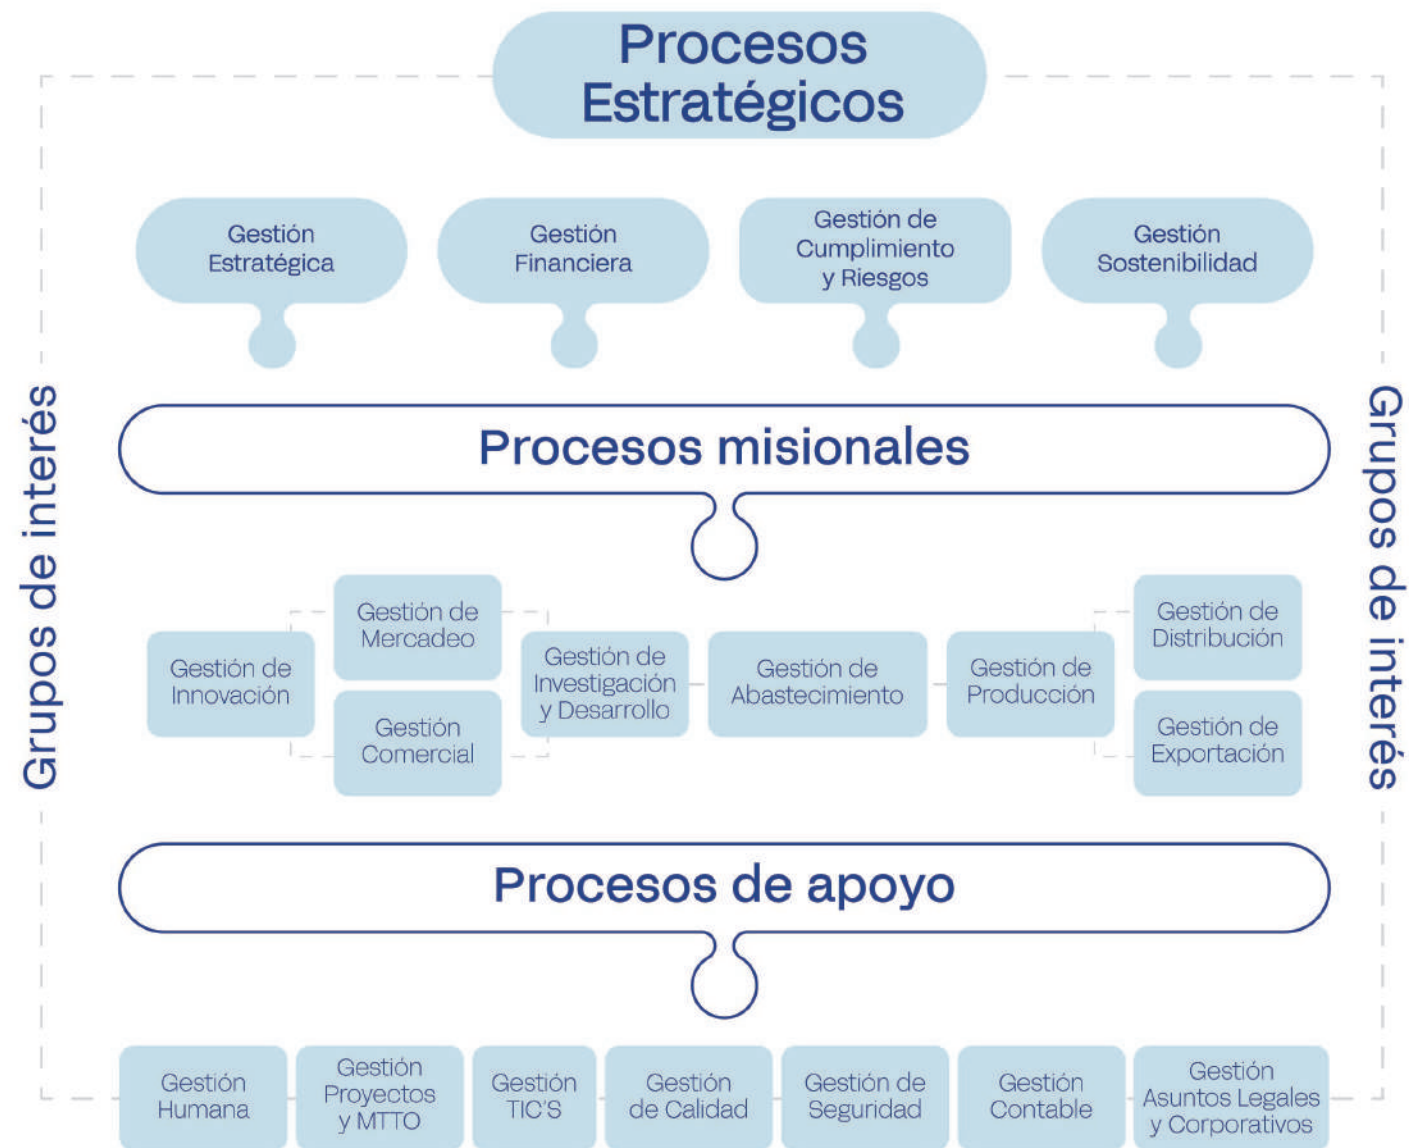 Procesos
Estratégicos
Gestión
Estratégica
Gestión
Financiera
Gestión de
Cumplimiento
y Riesgos
Gestión
Sostenibilidad
Grupos de interés
Grupos de interés
Procesos misionales
Gestión de
Innovación
Gestión de
Mercadeo
Gestión
Comercial
Gestión de
Investigación
y Desarrollo
Gestión de
Abastecimiento
Gestión de
Producción
Gestión de
Distribución
Gestión de
Exportación
Procesos de apoyo
Gestión
Humana
Gestión
Proyectos
y MTTO
Gestión
TIC'S
Gestión
de Calidad
Gestión de
Seguridad
Gestión
Contable
Gestión
Asuntos Legales
y Corporativos